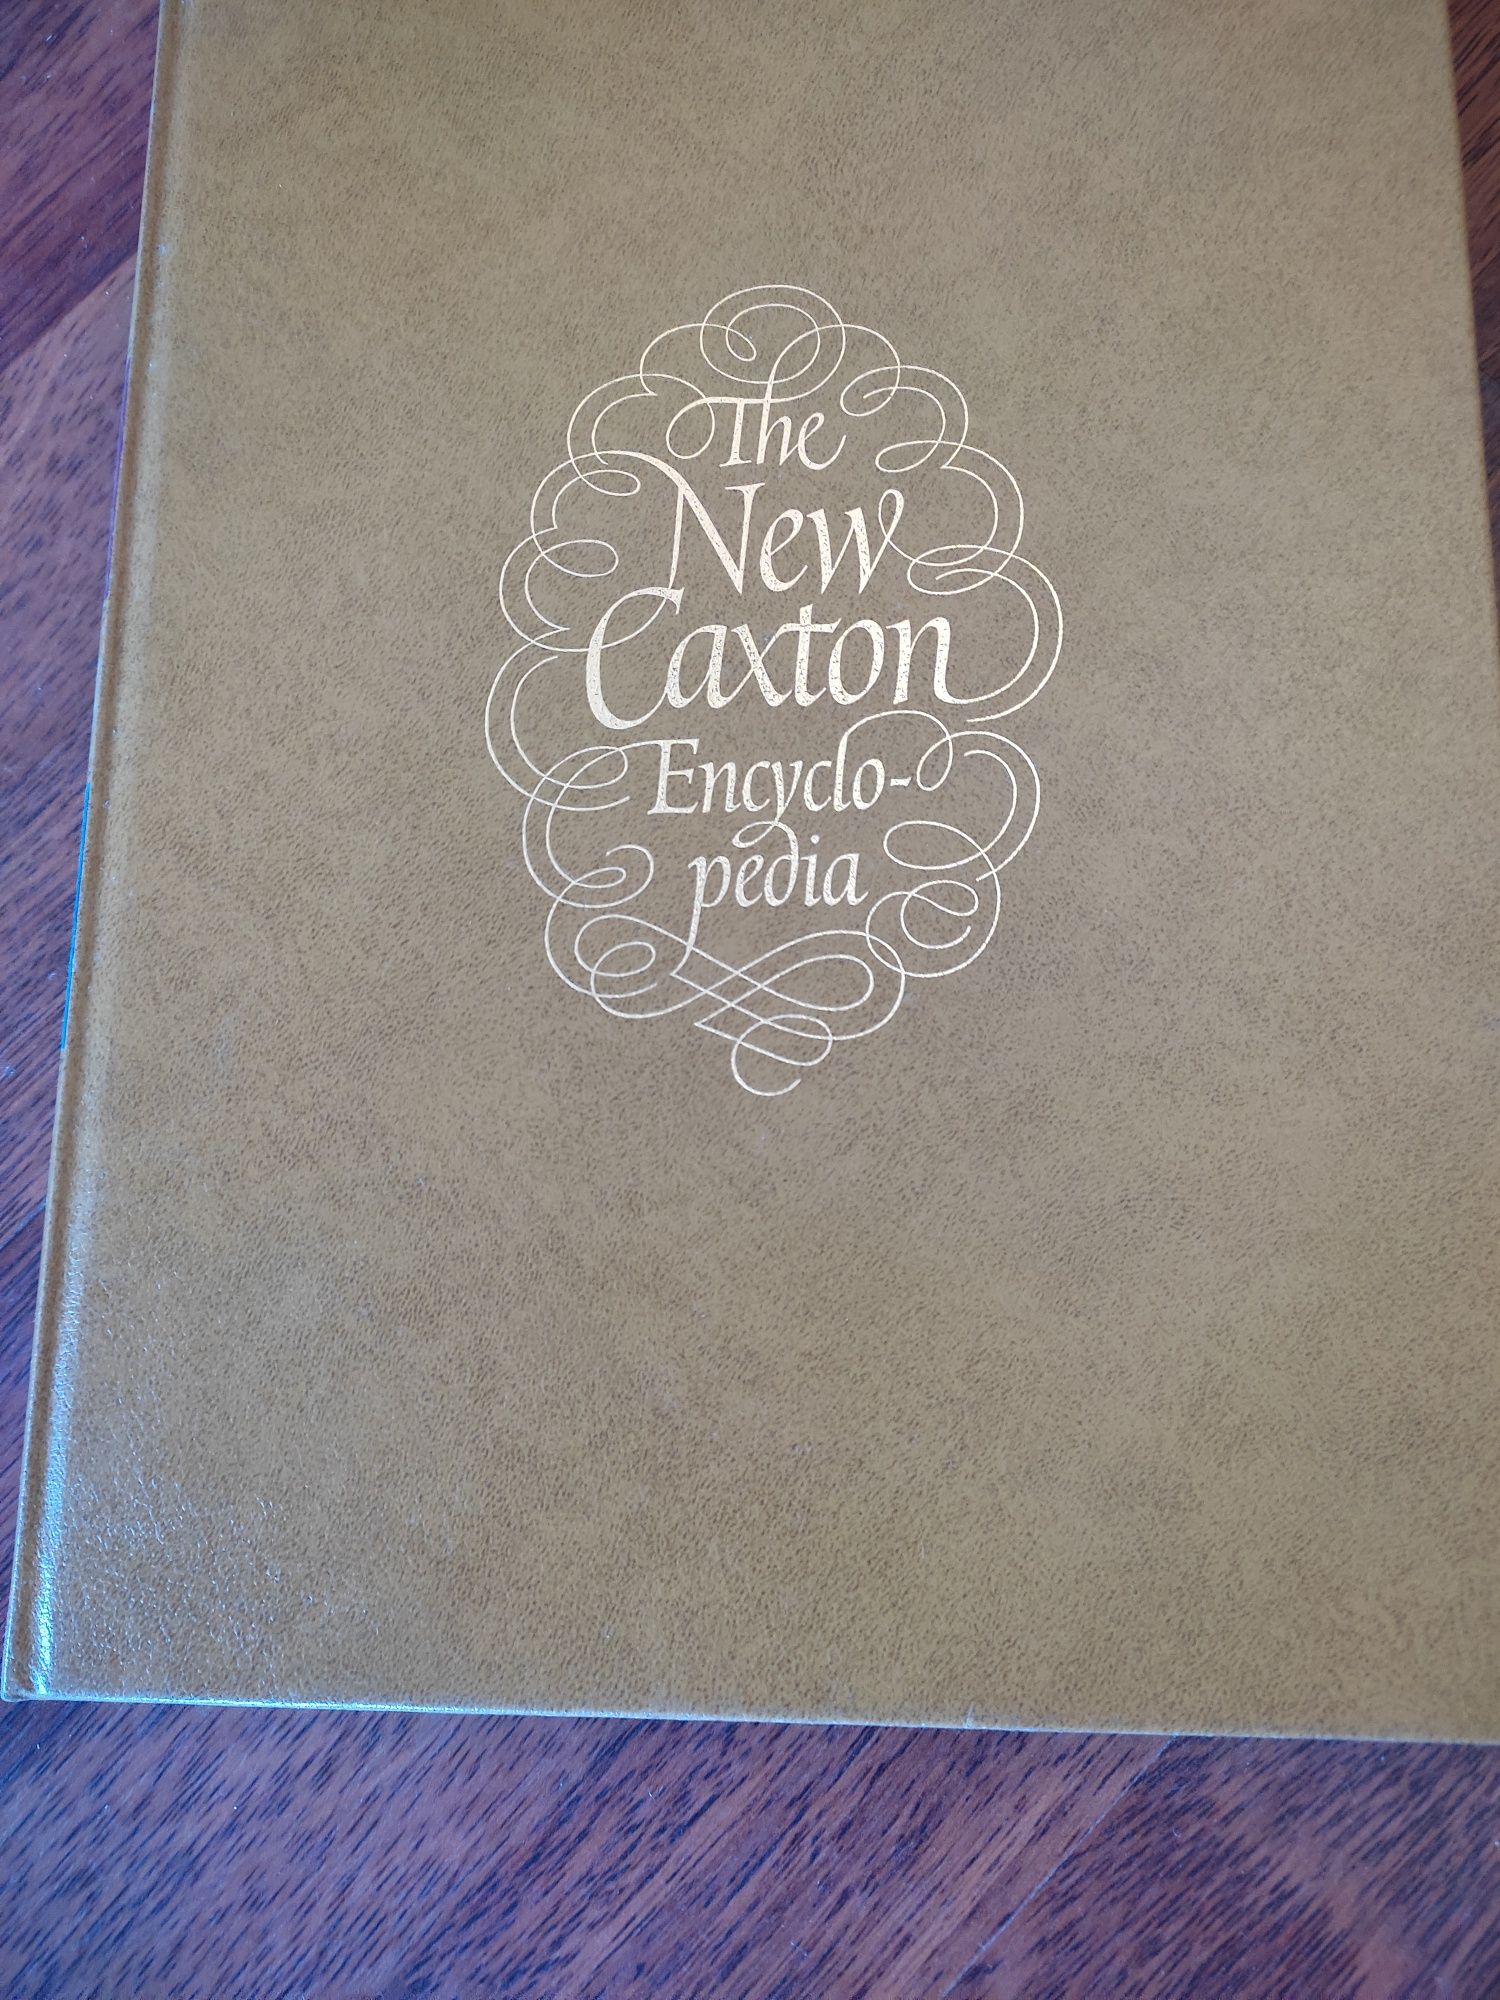 The
New
Caxton
Encyclo-
pedia